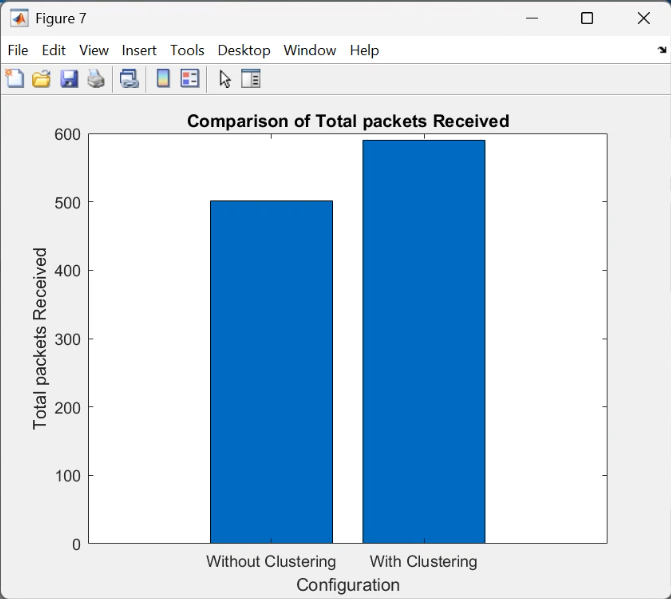 Figure 7
File Edit View Insert Tools Desktop Window Help
Comparison of Total packets Received
600
500
400
300
200
100
0
Total packets Received
Without Clustering With Clustering
Configuration